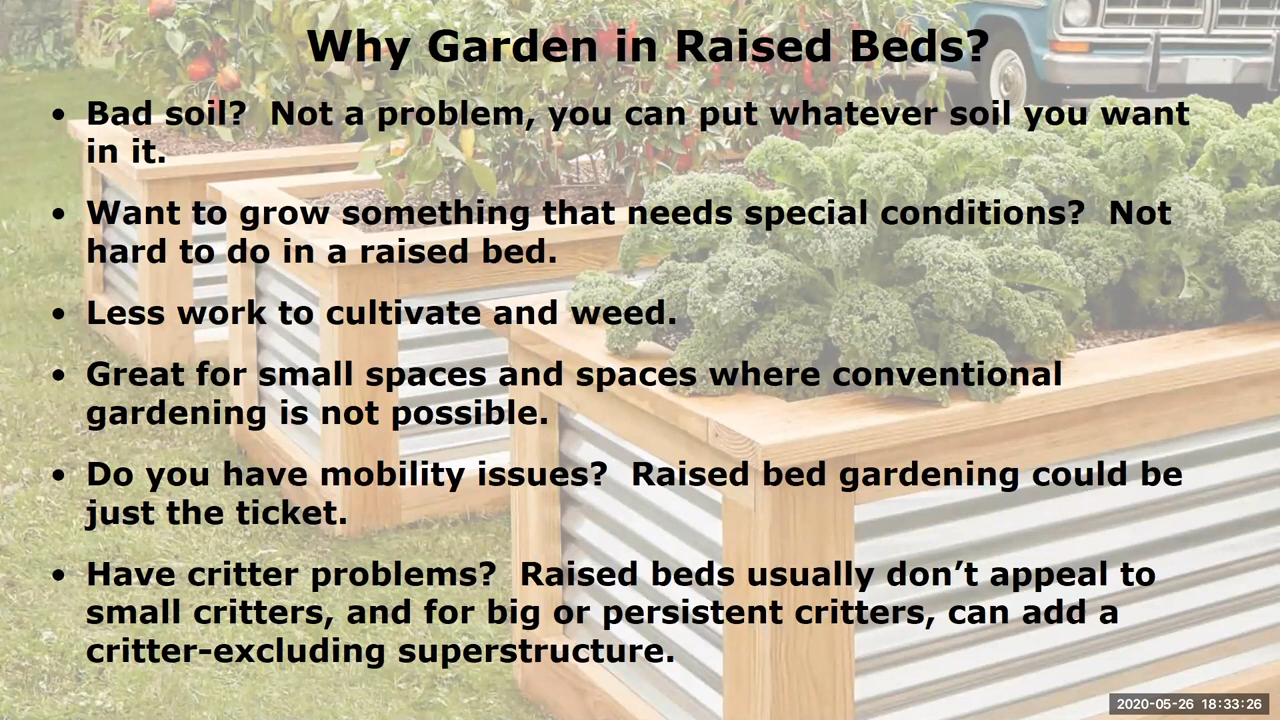 Why Garden in Raised Beds?
• Bad soil?  Not a problem, you can put whatever soil you want
in it.
• Want to grow something that needs special conditions?  Not
hard to do in a raised bed.
• Less work to cultivate and weed.
• Great for small spaces and spaces where conventional
gardening is not possible.
• Do you have mobility issues?  Raised bed gardening could be
just the ticket.
• Have critter problems?  Raised beds usually don’t appeal to
small critters, and for big or persistent critters, can add a
critter-excluding superstructure.
2020-05-26 18:33:26